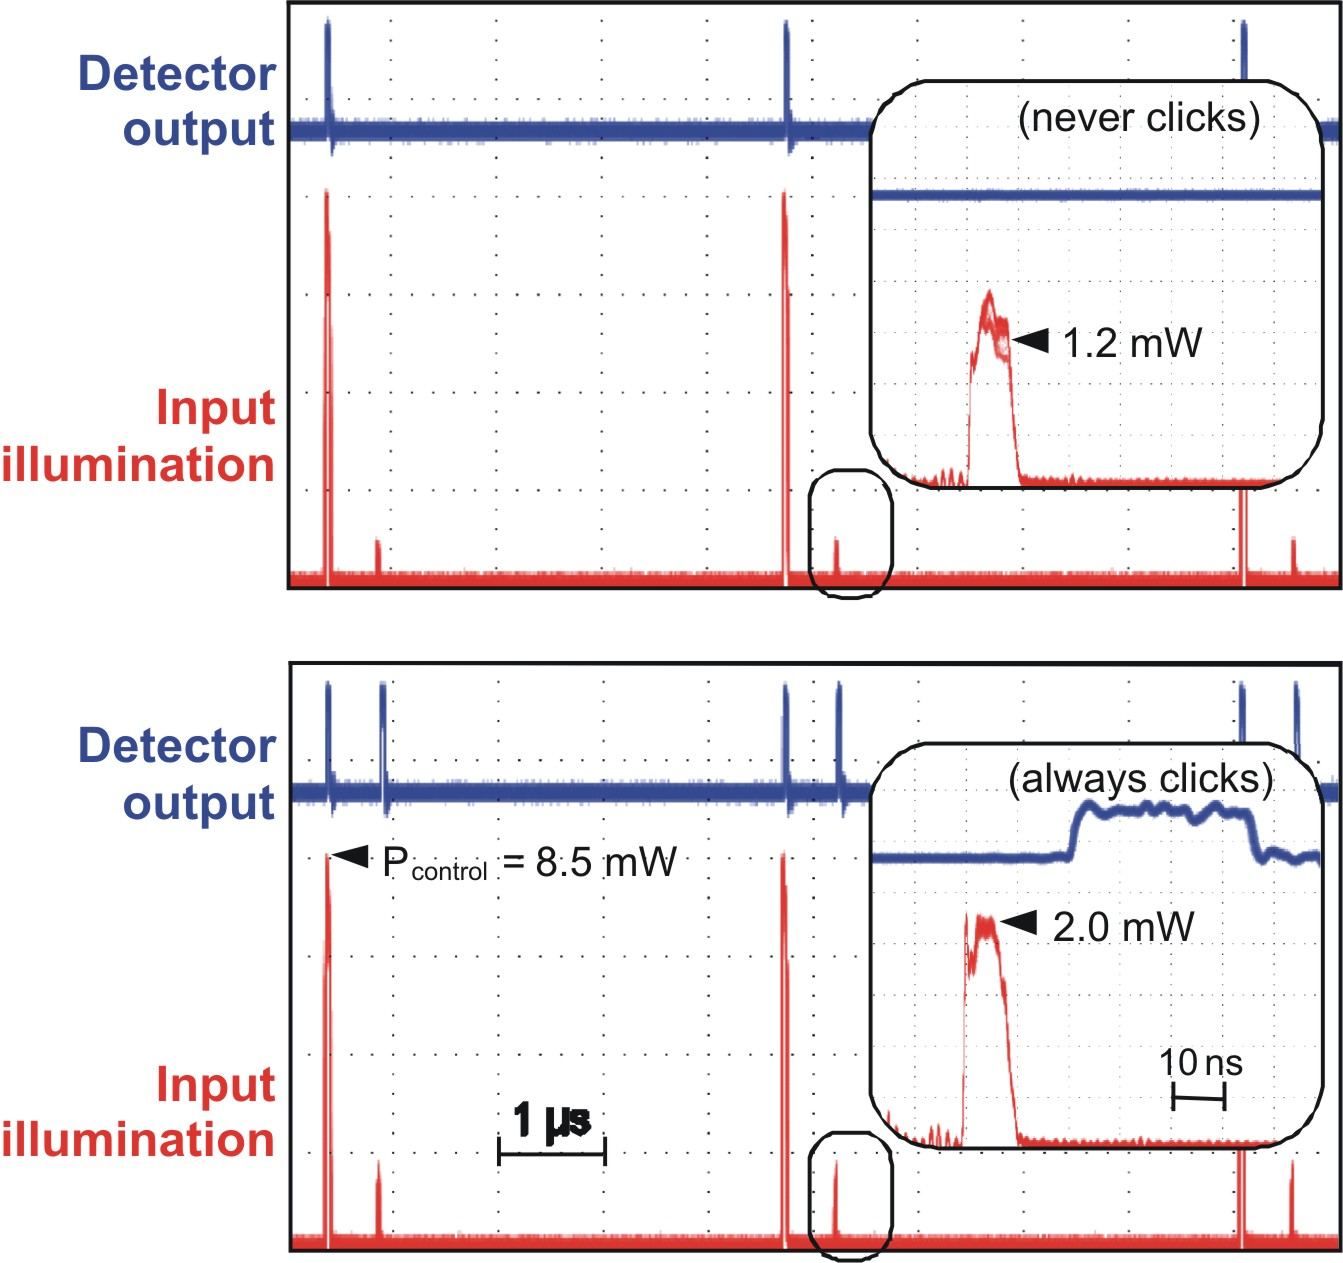 Detector
output
(never clicks)
1.2 mW
Input
illumination
Detector
output
(always clicks)
Pcontrol = 8.5 mW
2.0 mW
10 ns
Input
illumination
1 µs